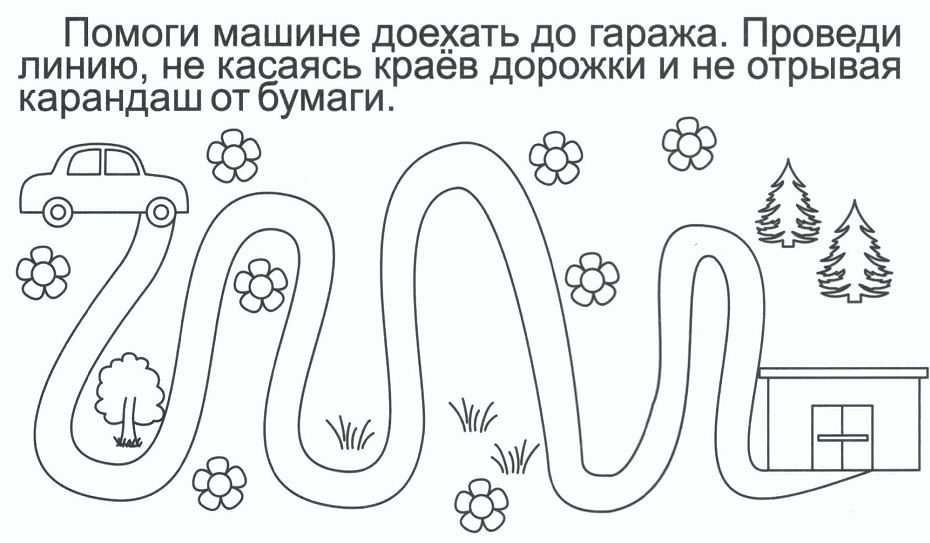 Помоги машине доехать до гаража. Проведи
линию, не касаясь краёв дорожки и не отрывая
карандаш от бумаги.